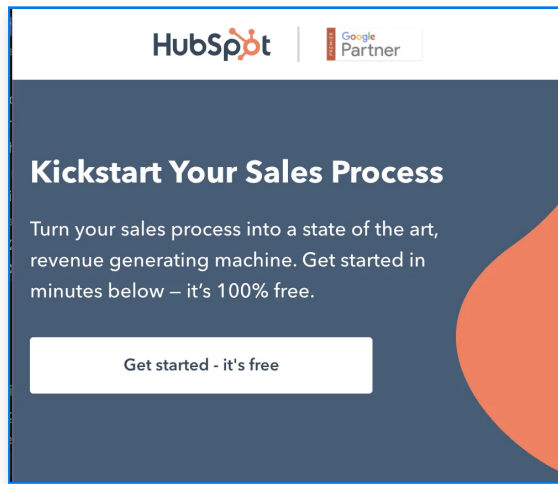 HubSpot
PREMIER
Google
Partner
Kickstart Your Sales Process
Turn your sales process into a state of the art,
revenue generating machine. Get started in
minutes below – it’s 100% free.
Get started - it's free